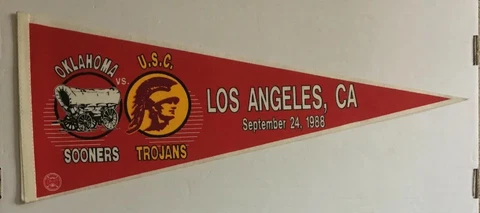 OKLAHOMA
vs.
U.S.C.
SOONERS
TROJANS
LOS ANGELES, CA
September 24, 1988